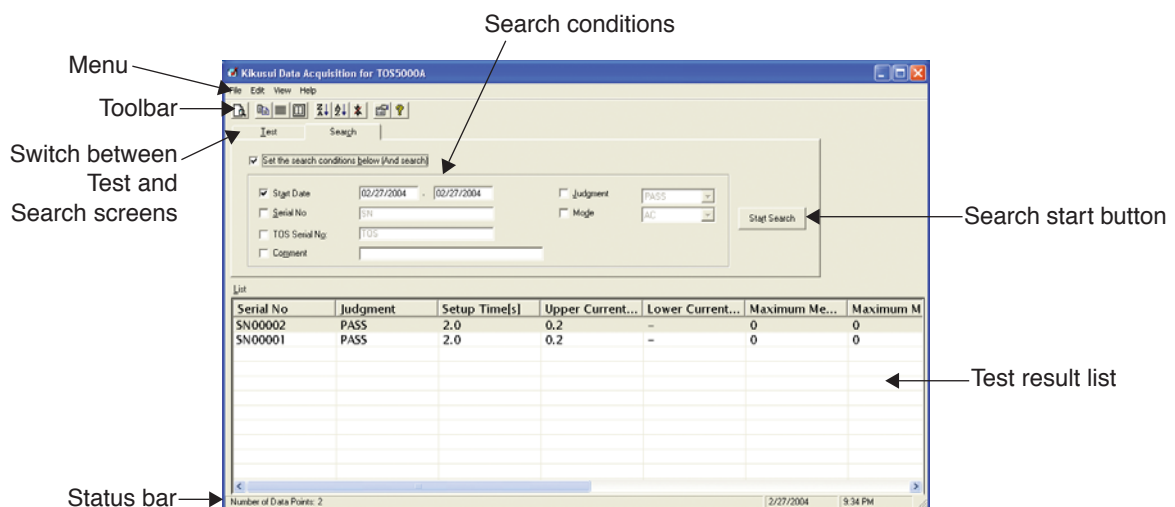 Search conditions
Menu
Toolbar
Switch between
Test and
Search screens
Search start button
Test result list
Status bar
Kikusui Data Acquisition for TOS5000A
File Edit View Help
Test Search
Set the search conditions below (And search)
Start Date 02/27/2004 - 02/27/2004 Judgment PASS
Serial No SN Mode AC
Start Search
TOS Serial No: TOS
Comment
List
Serial No Judgment Setup Time[s] Upper Current... Lower Current... Maximum Me... Maximum M
SN00002 PASS 2.0 0.2 – 0 0
SN00001 PASS 2.0 0.2 – 0 0
Number of Data Points: 2 2/27/2004 9:34 PM